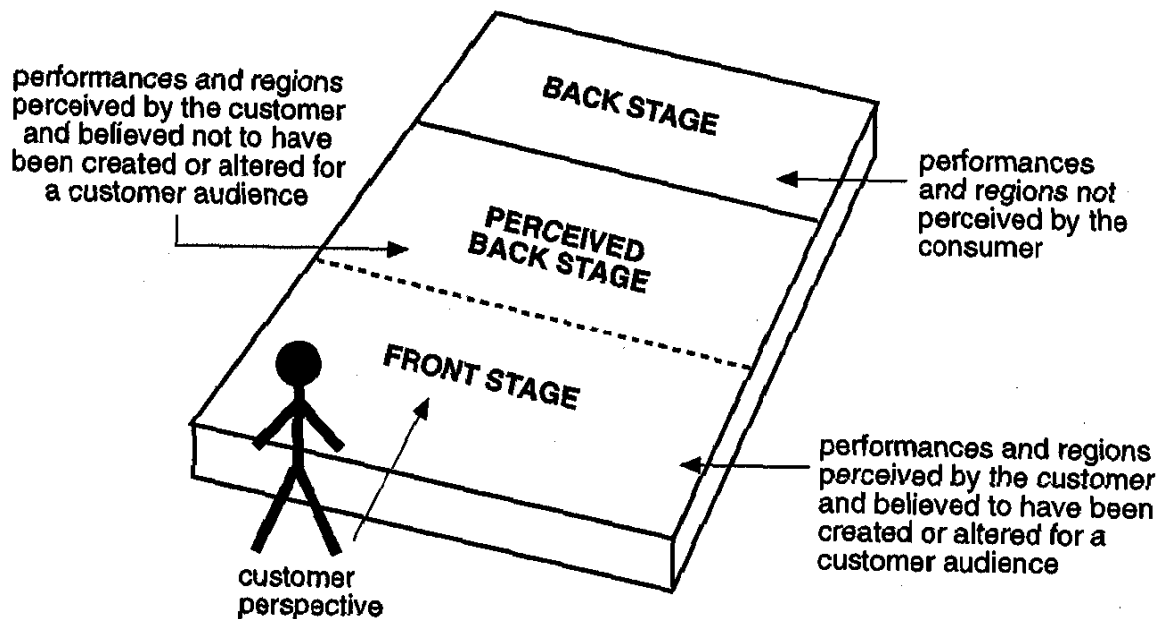 BACK STAGE
performances and regions
perceived by the customer
and believed not to have
been created or altered for
a customer audience
performances
and regions not
perceived by the
consumer
PERCEIVED
BACK STAGE
FRONT STAGE
performances and regions
perceived by the customer
and believed to have been
created or altered for a
customer audience
customer
perspective